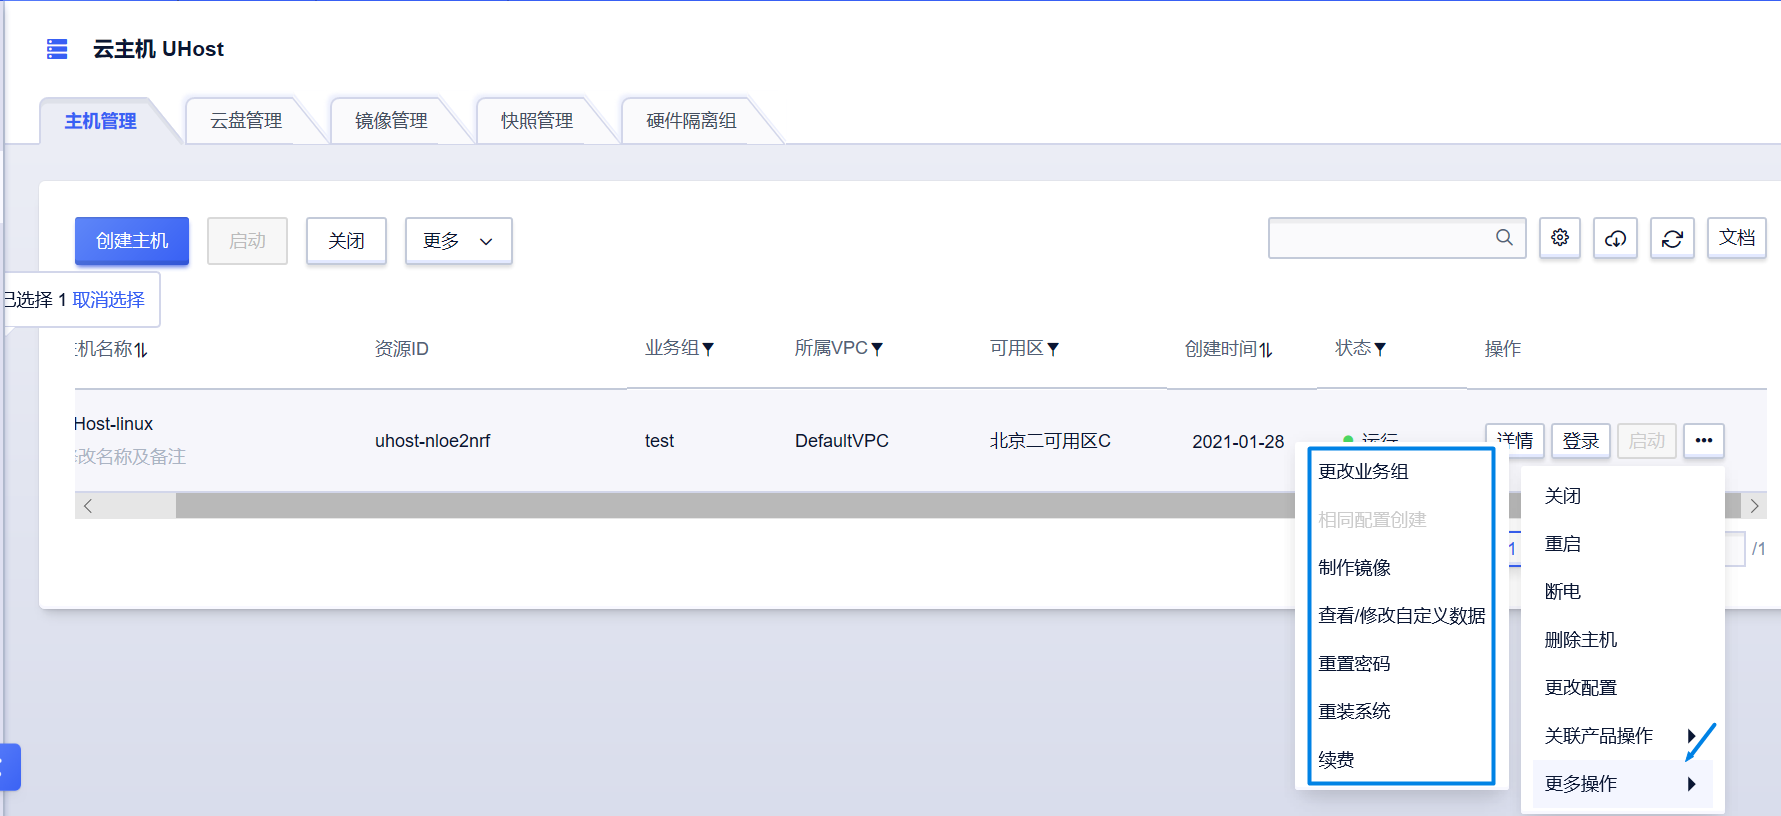 云主机 UHost
主机管理
云盘管理
镜像管理
快照管理
硬件隔离组
创建主机
启动
关闭
更多
文档
已选择 1 取消选择
机名称
资源ID
业务组
所属VPC
可用区
创建时间
状态
操作
Host-linux
改名称及备注
uhost-nloe2nrf
test
DefaultVPC
北京二可用区C
2021-01-28
运行
详情
登录
启动
更改业务组
相同配置创建
制作镜像
查看/修改自定义数据
重置密码
重装系统
续费
关闭
重启
断电
删除主机
更改配置
关联产品操作
更多操作
1
/1